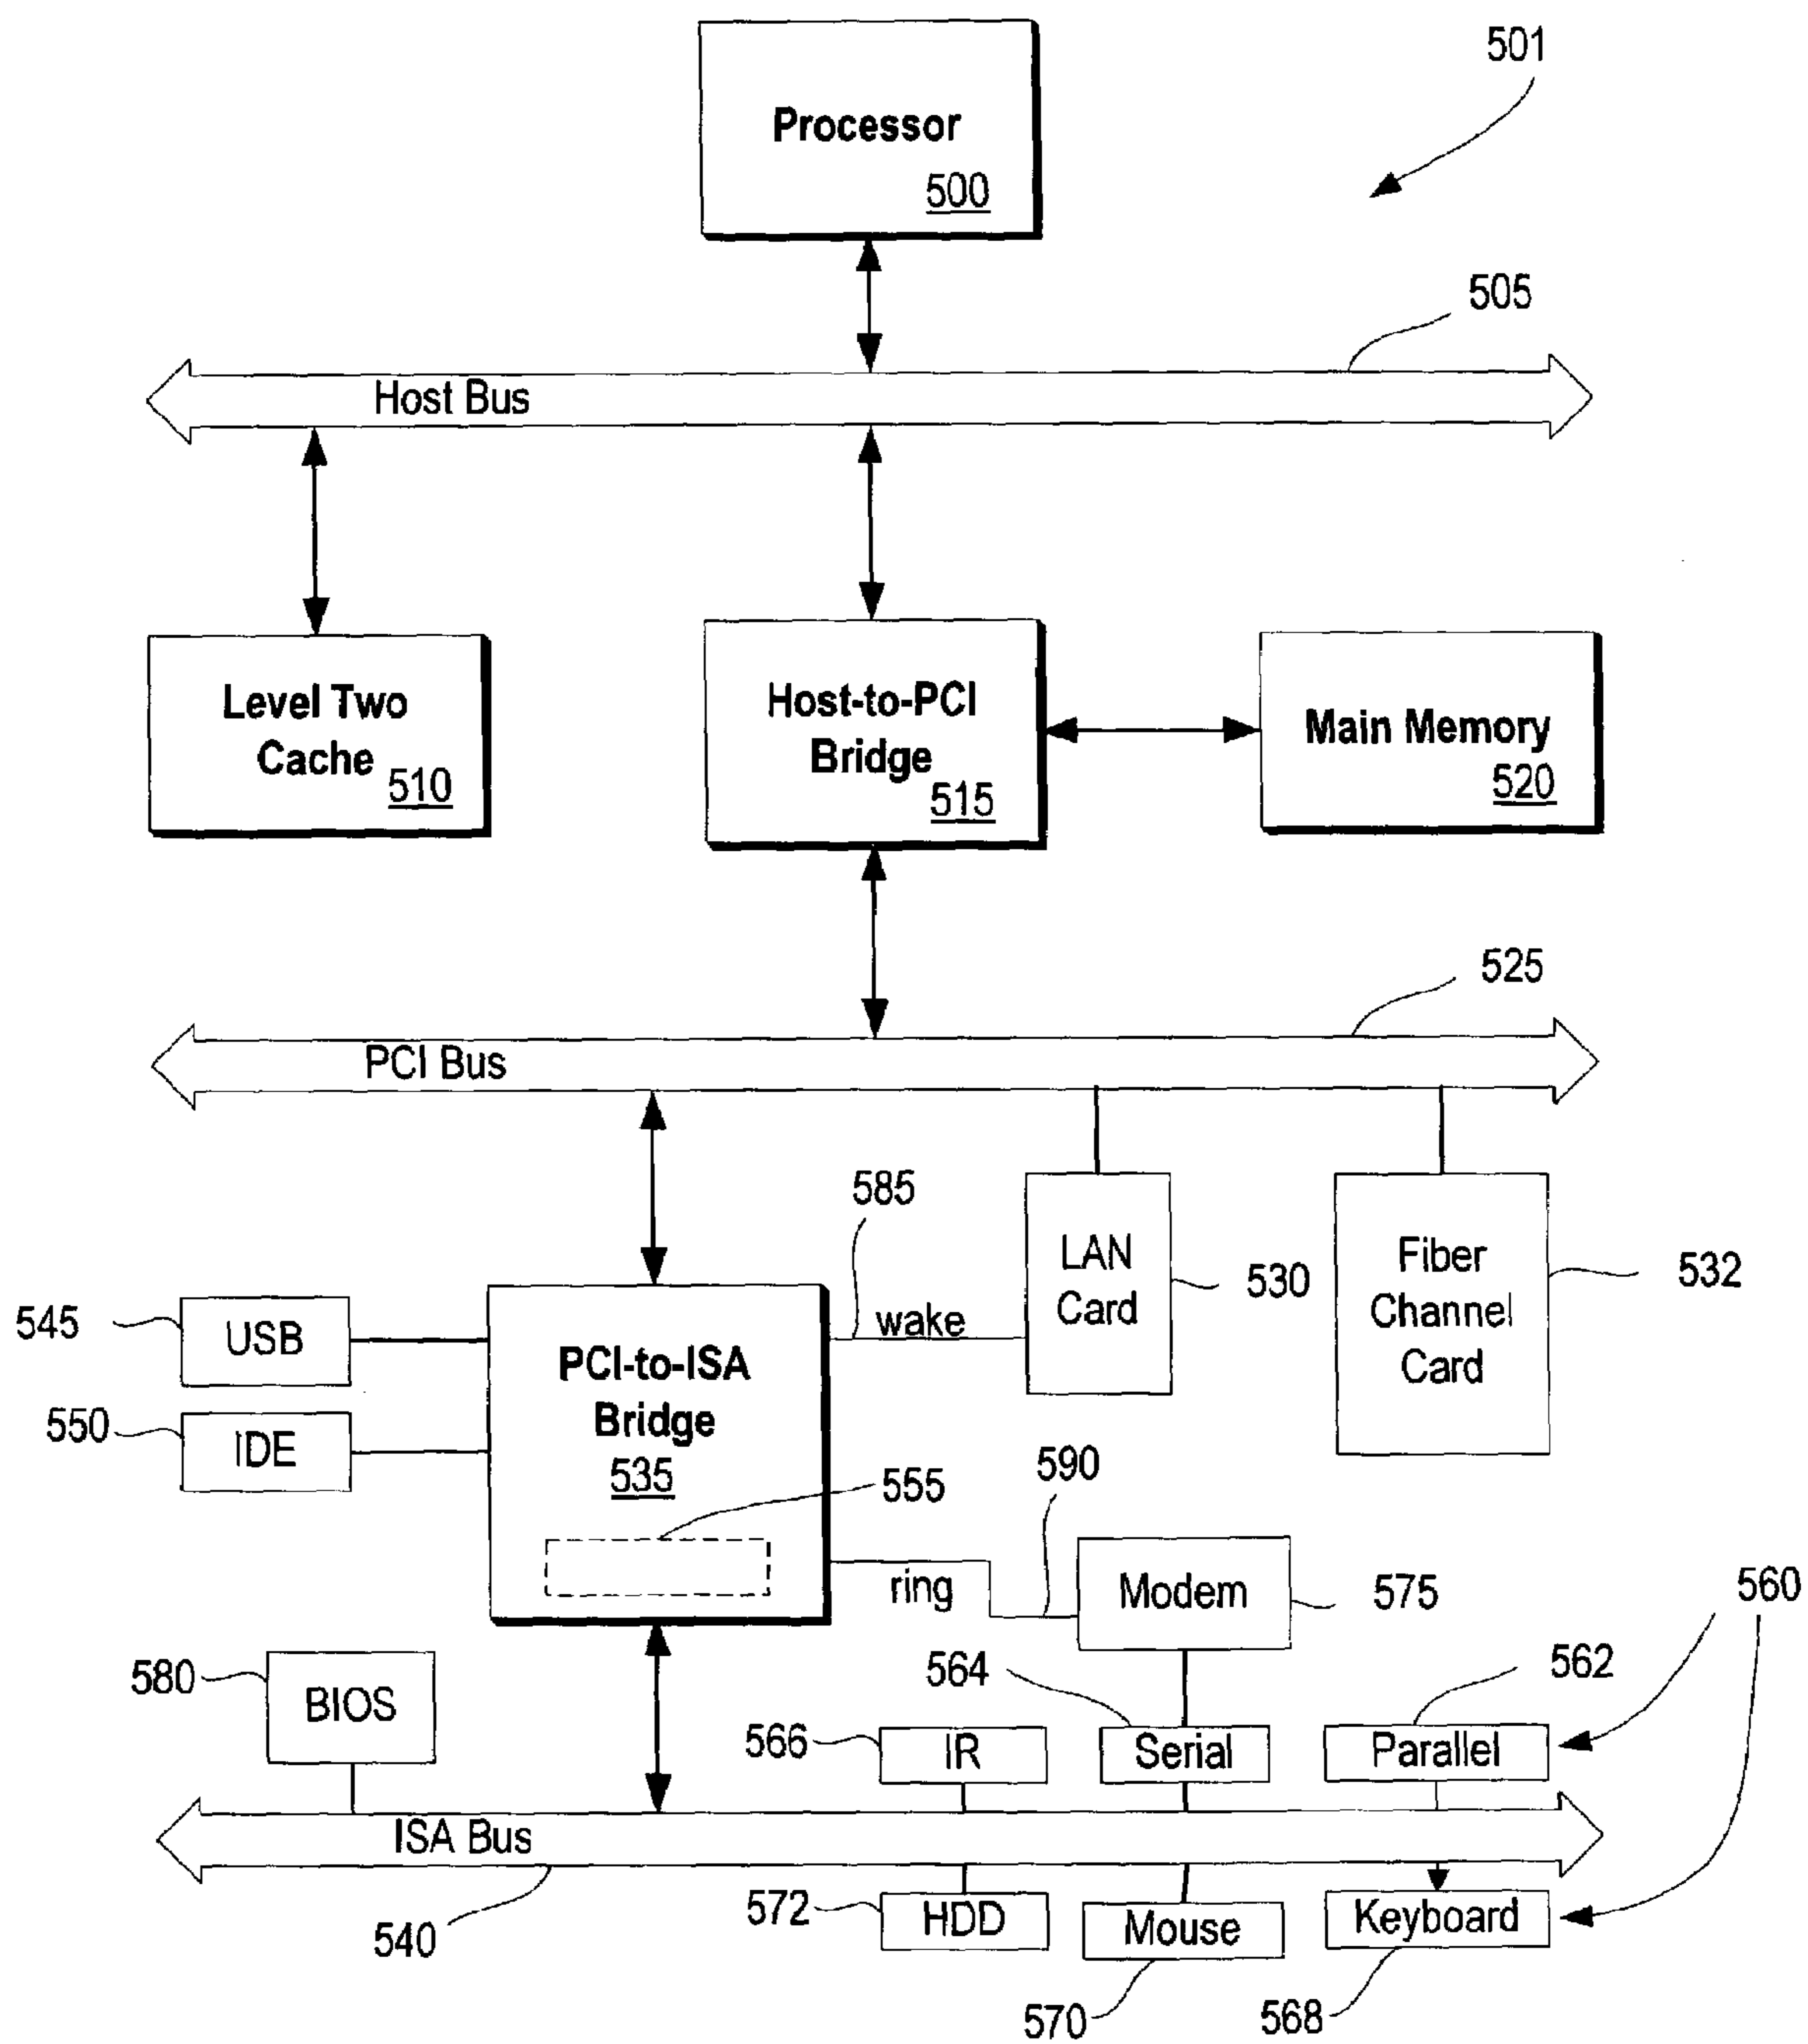 501
Processor
500
505
Host Bus
Level Two
Cache
510
Host-to-PCI
Bridge
515
Main Memory
520
525
PCI Bus
585
wake
LAN
Card
530
Fiber
Channel
Card
532
545
USB
550
IDE
PCI-to-ISA
Bridge
535
555
590
ring
Modem
575
560
580
BIOS
564
562
566
IR
Serial
Parallel
ISA Bus
540
572
HDD
Mouse
Keyboard
570
568